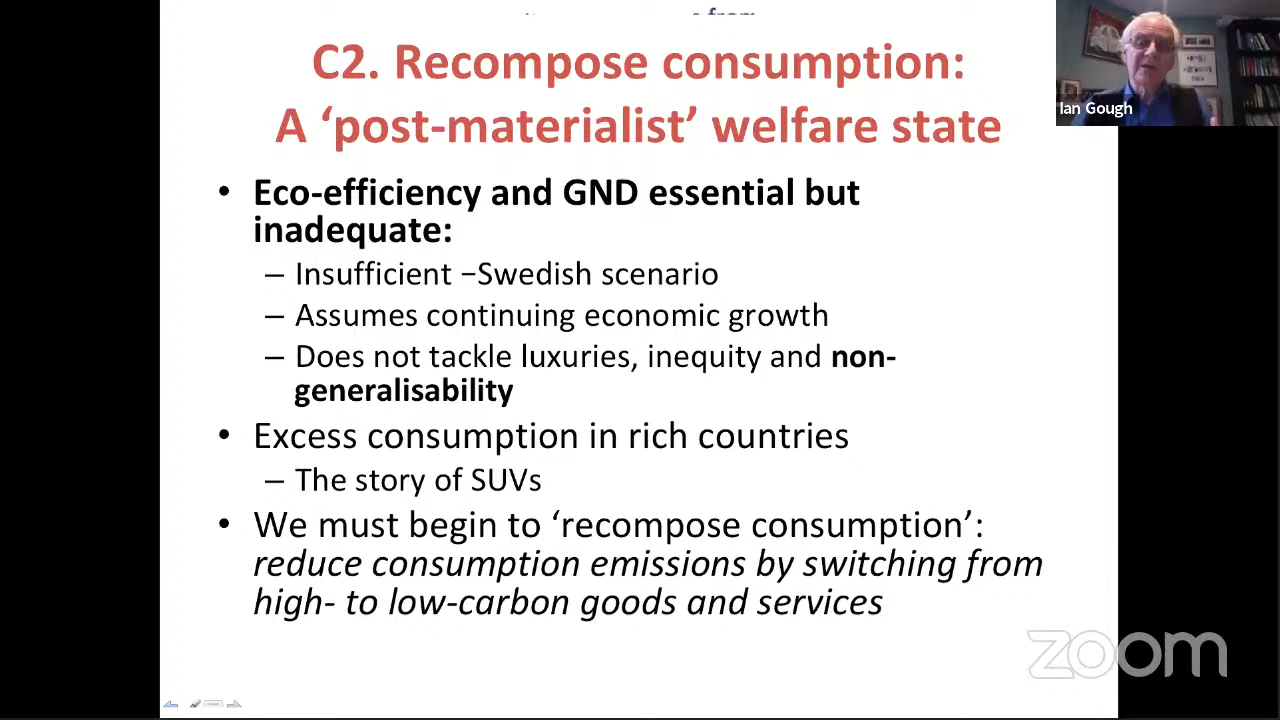 C2. Recompose consumption:
A ‘post-materialist’ welfare state
Ian Gough
• Eco-efficiency and GND essential but
inadequate:
– Insufficient –Swedish scenario
– Assumes continuing economic growth
– Does not tackle luxuries, inequity and non-
generalisability
• Excess consumption in rich countries
– The story of SUVs
• We must begin to ‘recompose consumption’:
reduce consumption emissions by switching from
high- to low-carbon goods and services
zoom